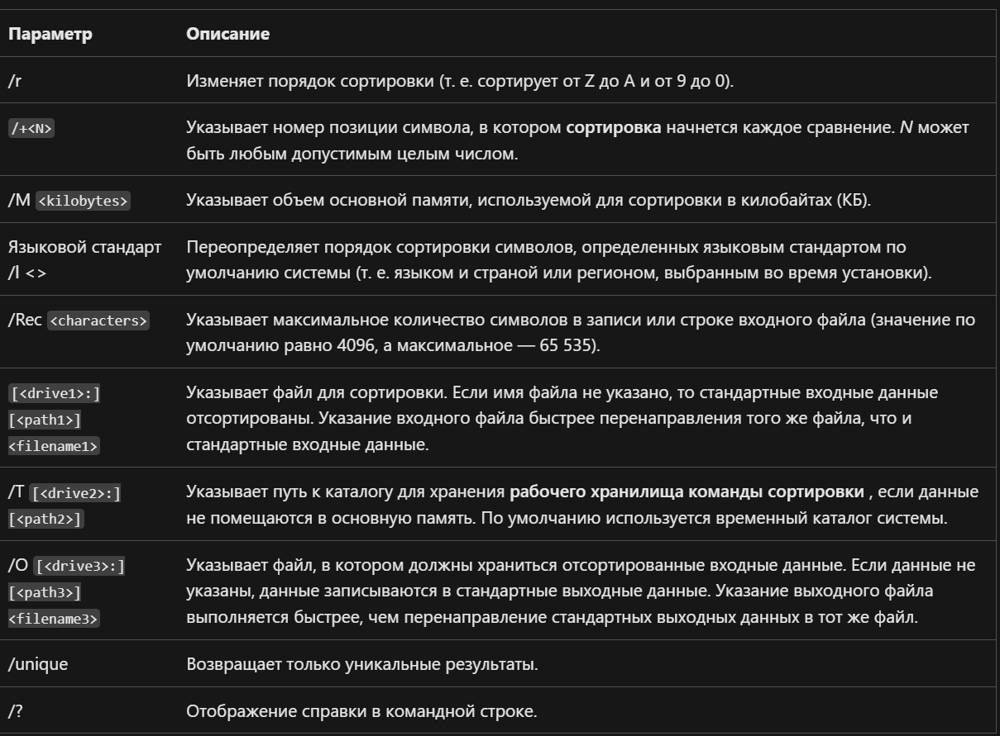 Параметр Описание
/r Изменяет порядок сортировки (т. е. сортирует от Z до A и от 9 до 0).
/+<N> Указывает номер позиции символа, в котором сортировка начнется каждое сравнение. N может
быть любым допустимым целым числом.
/M <kilobytes> Указывает объем основной памяти, используемой для сортировки в килобайтах (КБ).
Языковой стандарт Переопределяет порядок сортировки символов, определенных языковым стандартом по
/l <> умолчанию системы (т. е. языком и страной или регионом, выбранным во время установки).
/Rec <characters> Указывает максимальное количество символов в записи или строке входного файла (значение по
умолчанию равно 4096, а максимальное — 65 535).
[<drive1>:] Указывает файл для сортировки. Если имя файла не указано, то стандартные входные данные
[<path1>] отсортированы. Указание входного файла быстрее перенаправления того же файла, что и
<filename1> стандартные входные данные.
/T [<drive2>:] Указывает путь к каталогу для хранения рабочего хранилища команды сортировки , если данные
[<path2>] не помещаются в основную память. По умолчанию используется временный каталог системы.
/O [<drive3>:] Указывает файл, в котором должны храниться отсортированные входные данные. Если данные не
[<path3>] указаны, данные записываются в стандартные выходные данные. Указание выходного файла
<filename3> выполняется быстрее, чем перенаправление стандартных выходных данных в тот же файл.
/unique Возвращает только уникальные результаты.
/? Отображение справки в командной строке.